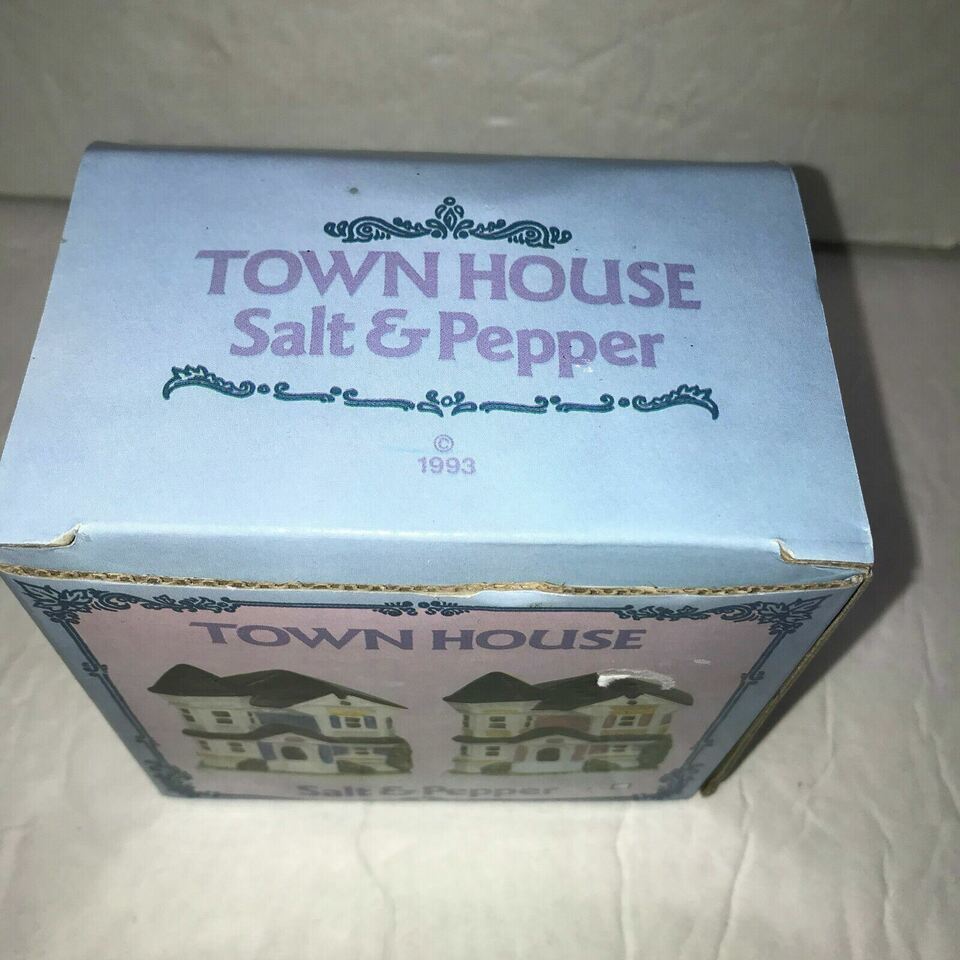 TOWN HOUSE
Salt & Pepper
©
1993
TOWN HOUSE
Salt & Pepper